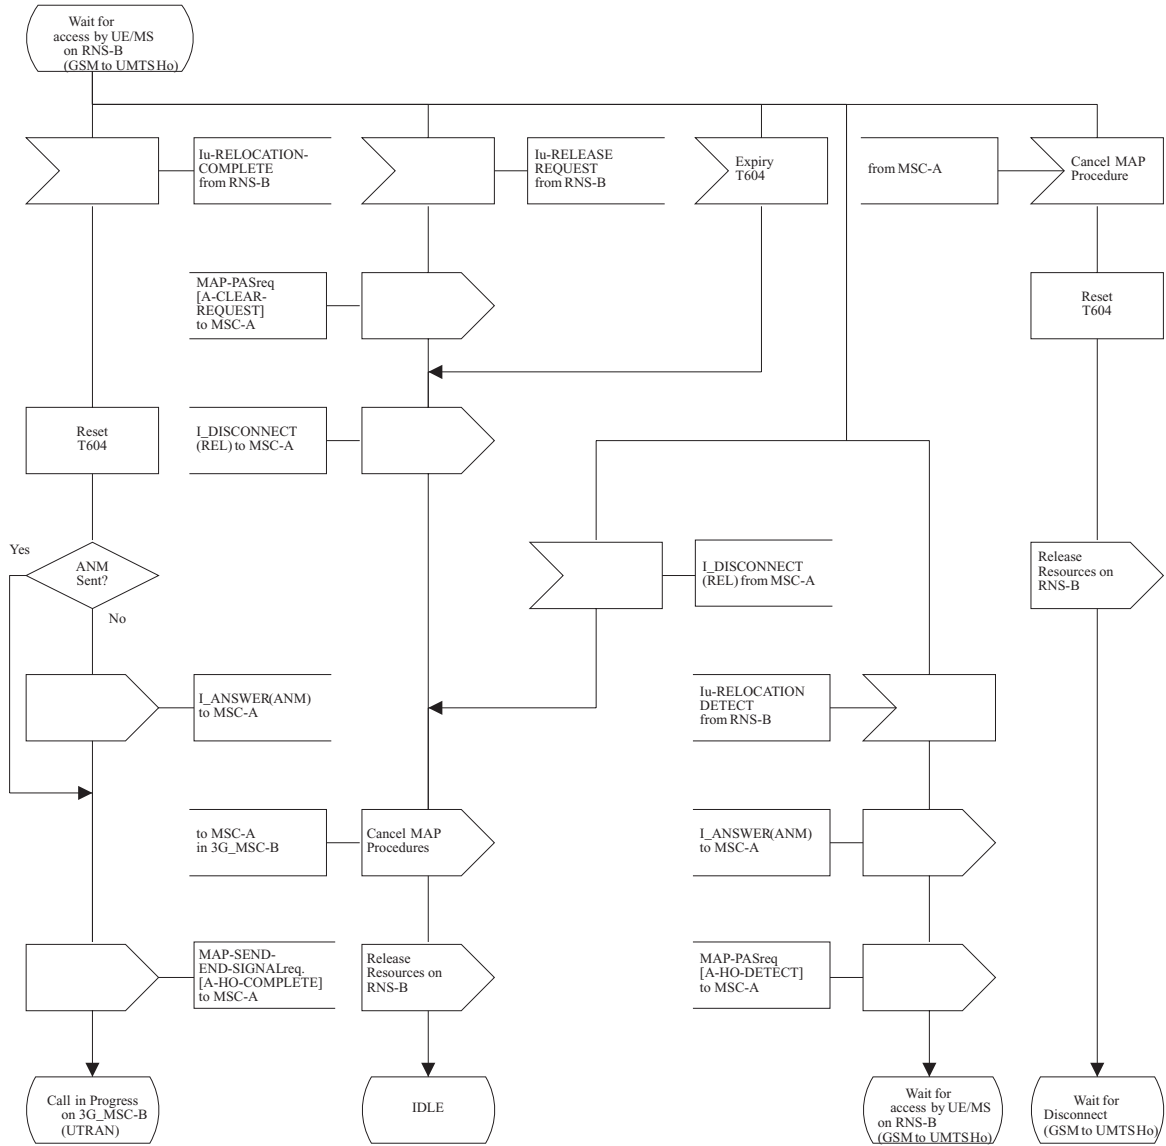 Wait for
access by UE/MS
on RNS-B
(GSM to UMTS Ho)
Iu-RELOCATION-
COMPLETE
from RNS-B
Iu-RELEASE
REQUEST
from RNS-B
Expiry
T604
from MSC-A
Cancel MAP
Procedure
MAP-PASreq
[A-CLEAR-
REQUEST]
to MSC-A
Reset
T604
Reset
T604
I_DISCONNECT
(REL) to MSC-A
Yes
ANM
Sent?
No
I_DISCONNECT
(REL) from MSC-A
Release
Resources on
RNS-B
I_ANSWER(ANM)
to MSC-A
Iu-RELOCATION
DETECT
from RNS-B
to MSC-A
in 3G_MSC-B
Cancel MAP
Procedures
I_ANSWER(ANM)
to MSC-A
MAP-SEND-
END-SIGNALreq.
[A-HO-COMPLETE]
to MSC-A
Release
Resources on
RNS-B
MAP-PASreq
[A-HO-DETECT]
to MSC-A
Call in Progress
on 3G_MSC-B
(UTRAN)
IDLE
Wait for
access by UE/MS
on RNS-B
(GSM to UMTS Ho)
Wait for
Disconnect
(GSM to UMTS Ho)